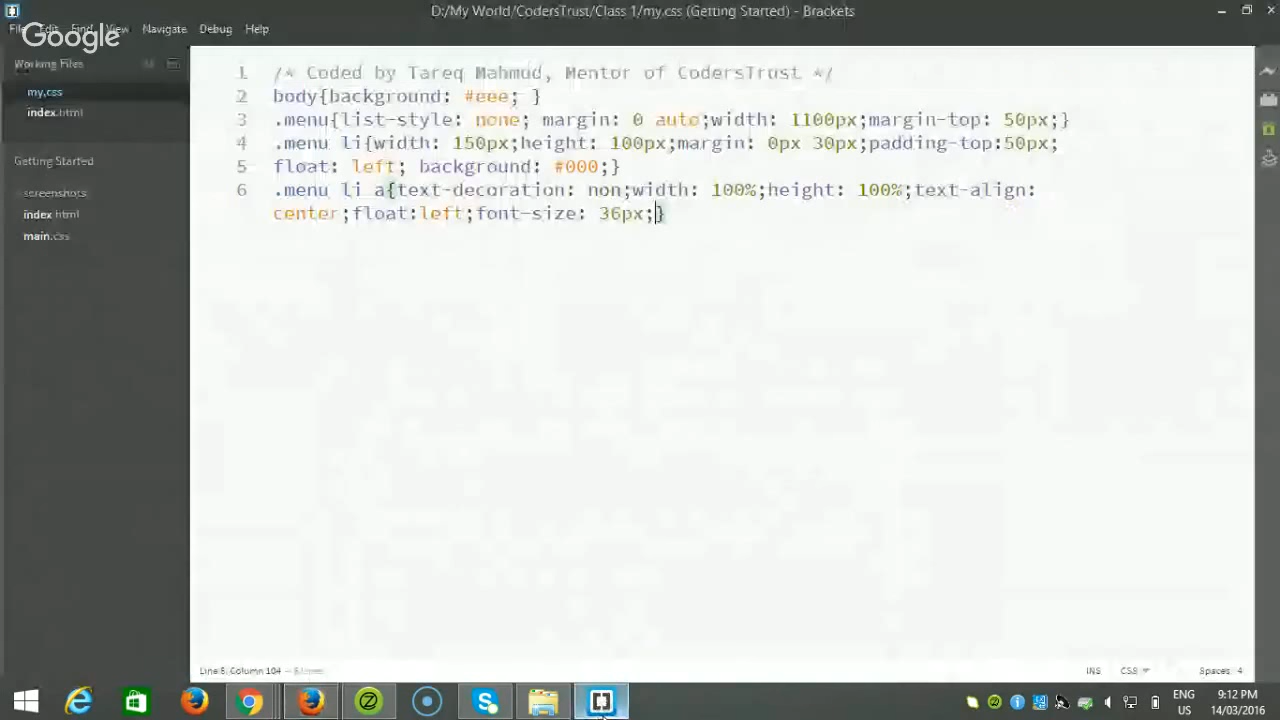 D:/My World/CodersTrust/Class 1/my.css (Getting Started) - Brackets
File Edit Find View Navigate Debug Help
Google
Working Files
my.css
index.html
Getting Started
screenshots
index.html
main.css
1 /* Coded by Tareq Mahmud, Mentor of CodersTrust */
2 body{background: #eee; }
3 .menu{list-style: none; margin: 0 auto;width: 1100px;margin-top: 50px;}
4 .menu li{width: 150px;height: 100px;margin: 0px 30px;padding-top:50px;
5 float: left; background: #000;}
6 .menu li a{text-decoration: non;width: 100%;height: 100%;text-align:
center;float:left;font-size: 36px;}
INS CSS Spaces: 4
ENG 9:12 PM
US 14/03/2016